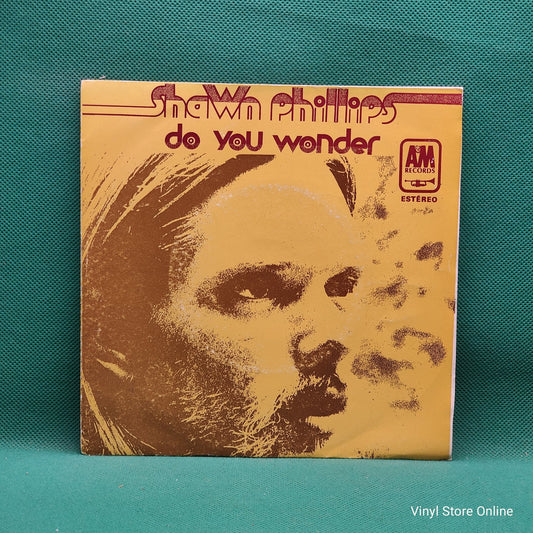 Shawn Phillips
do you wonder
A&M
RECORDS
ESTÉREO
Vinyl Store Online